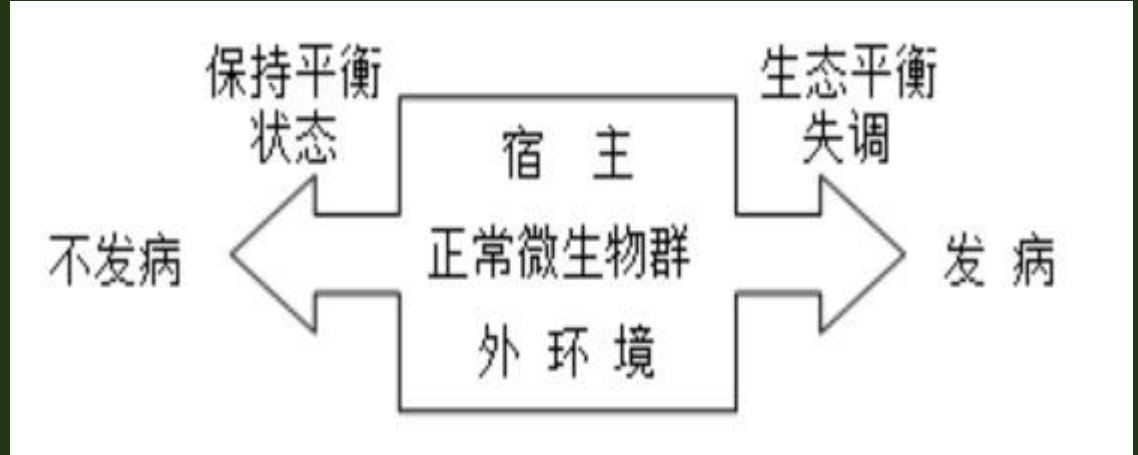 保持平衡
状态
生态平衡
失调
宿 主
正常微生物群
外 环 境
不发病
发 病